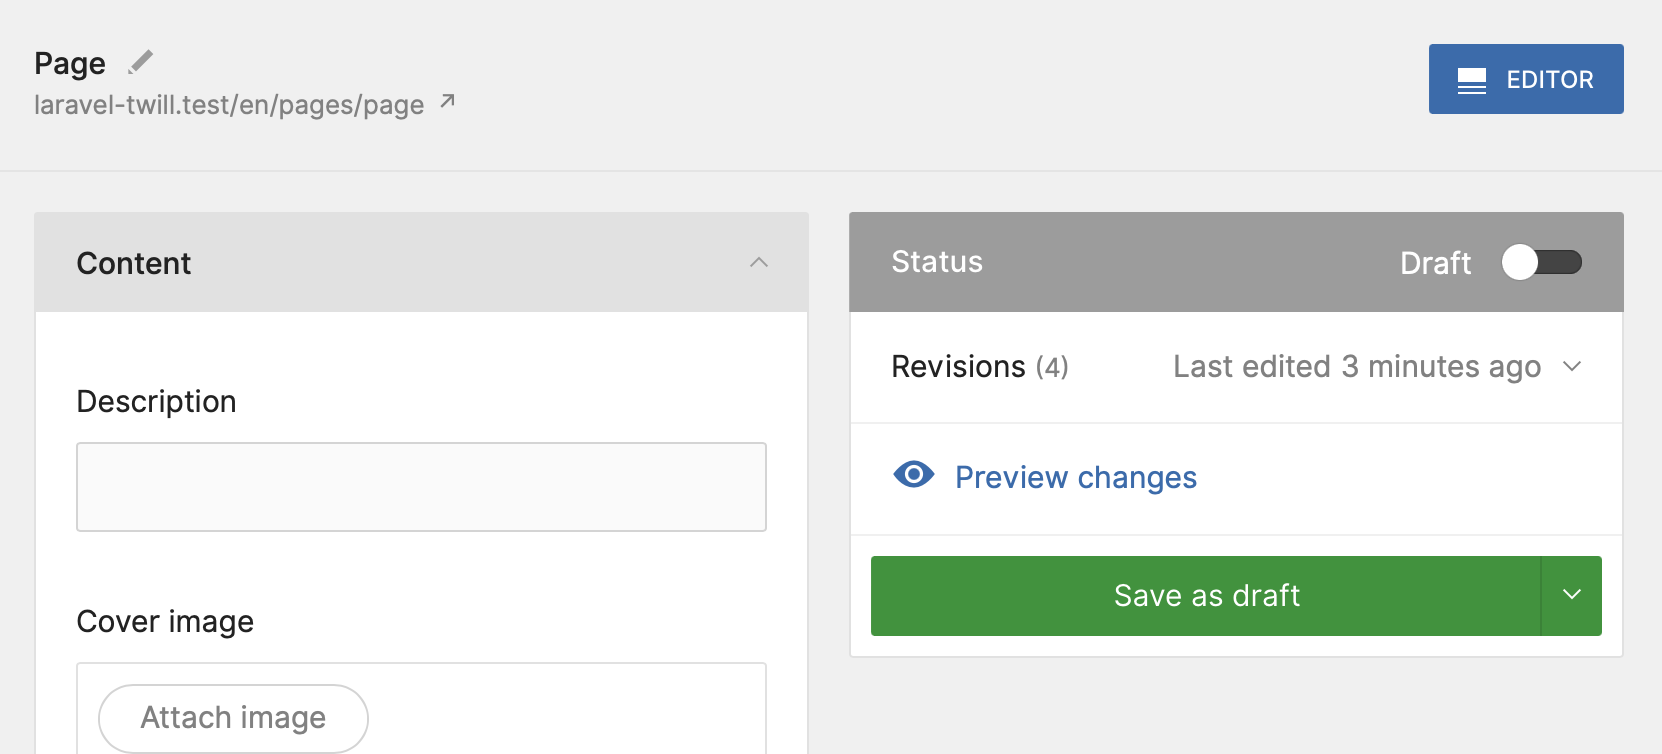 Page
laravel-twill.test/en/pages/page
EDITOR
Content
Description
Cover image
Attach image
Status
Draft
Revisions (4)
Last edited 3 minutes ago
Preview changes
Save as draft